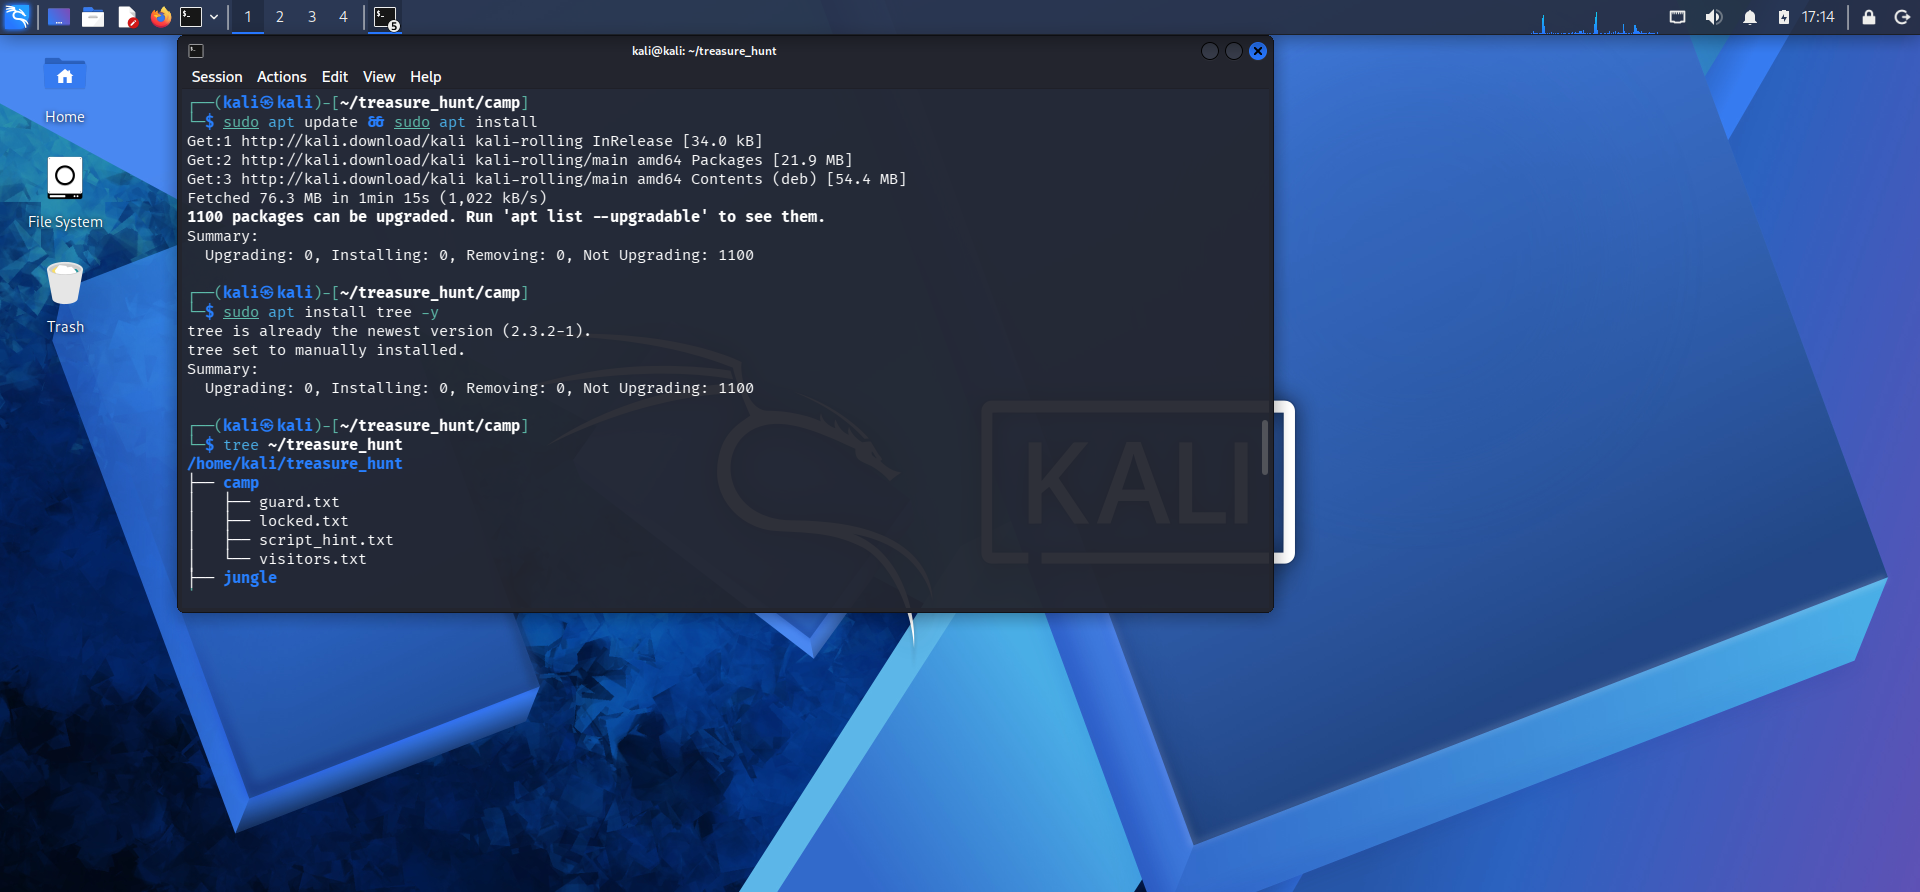 1
2
3
4
5
17:14
Home
File System
Trash
kali@kali: ~/treasure_hunt
Session Actions Edit View Help
┌──(kali㉿kali)-[~/treasure_hunt/camp]
└─$ sudo apt update && sudo apt install
Get:1 http://kali.download/kali kali-rolling InRelease [34.0 kB]
Get:2 http://kali.download/kali kali-rolling/main amd64 Packages [21.9 MB]
Get:3 http://kali.download/kali kali-rolling/main amd64 Contents (deb) [54.4 MB]
Fetched 76.3 MB in 1min 15s (1,022 kB/s)
1100 packages can be upgraded. Run 'apt list --upgradable' to see them.
Summary:
  Upgrading: 0, Installing: 0, Removing: 0, Not Upgrading: 1100
┌──(kali㉿kali)-[~/treasure_hunt/camp]
└─$ sudo apt install tree -y
tree is already the newest version (2.3.2-1).
tree set to manually installed.
Summary:
  Upgrading: 0, Installing: 0, Removing: 0, Not Upgrading: 1100
┌──(kali㉿kali)-[~/treasure_hunt/camp]
└─$ tree ~/treasure_hunt
/home/kali/treasure_hunt
├── camp
│   ├── guard.txt
│   ├── locked.txt
│   ├── script_hint.txt
│   └── visitors.txt
├── jungle
KALI